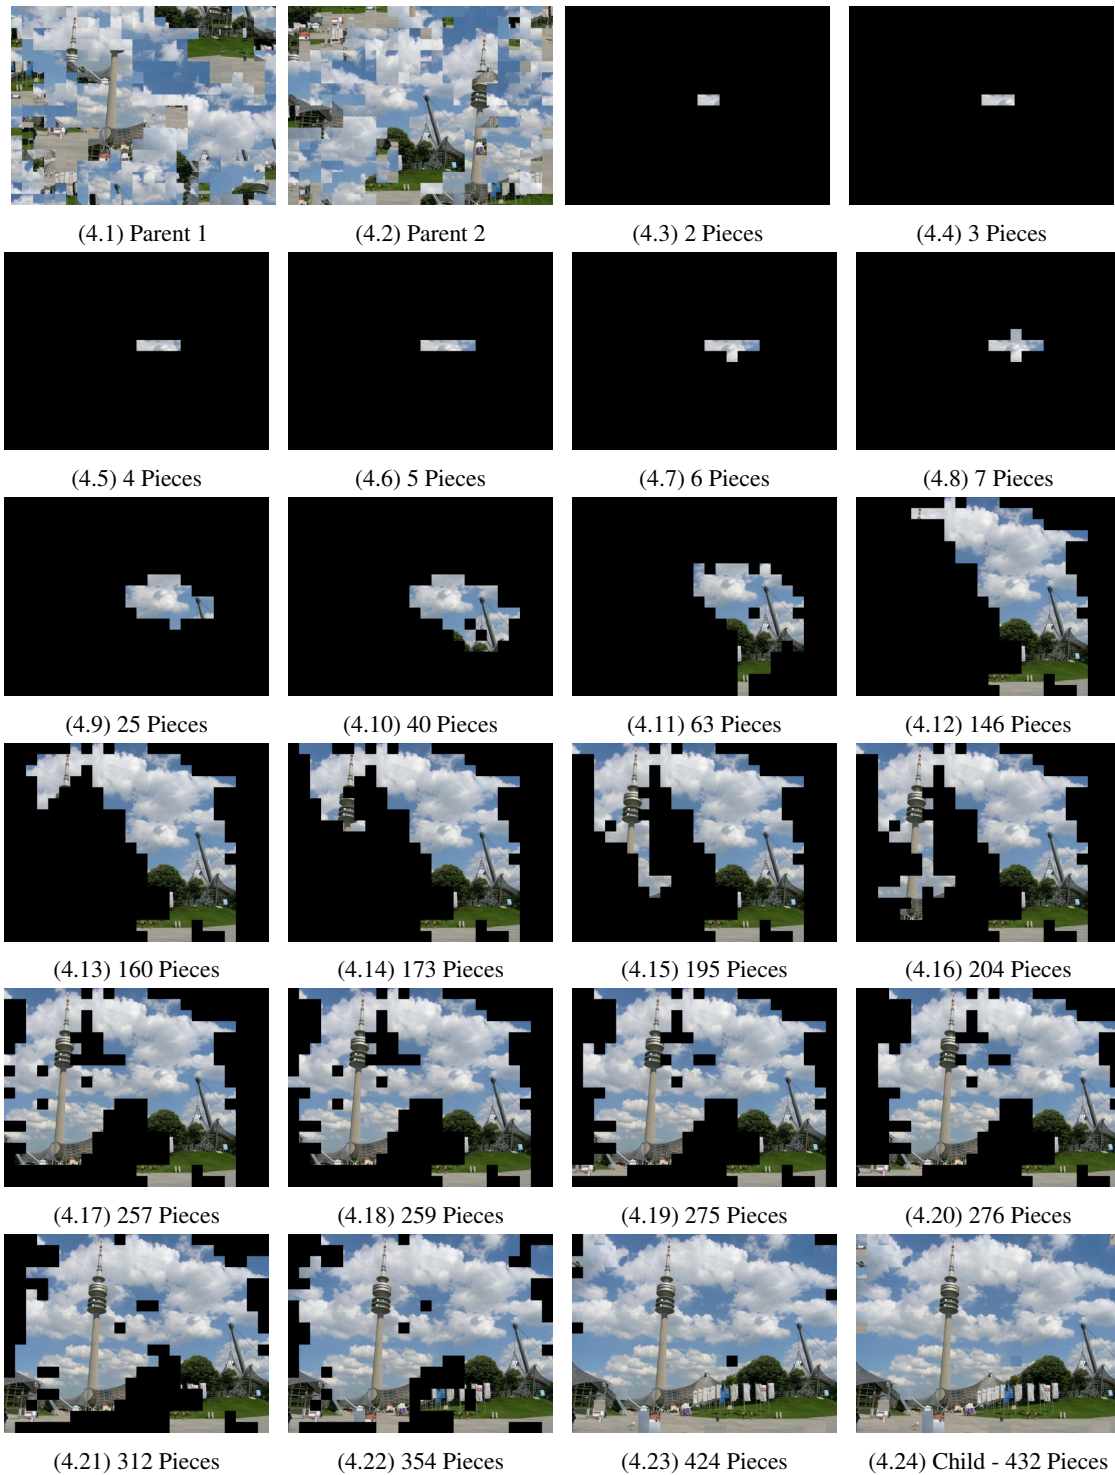 (4.1) Parent 1
(4.2) Parent 2
(4.3) 2 Pieces
(4.4) 3 Pieces
(4.5) 4 Pieces
(4.6) 5 Pieces
(4.7) 6 Pieces
(4.8) 7 Pieces
(4.9) 25 Pieces
(4.10) 40 Pieces
(4.11) 63 Pieces
(4.12) 146 Pieces
(4.13) 160 Pieces
(4.14) 173 Pieces
(4.15) 195 Pieces
(4.16) 204 Pieces
(4.17) 257 Pieces
(4.18) 259 Pieces
(4.19) 275 Pieces
(4.20) 276 Pieces
(4.21) 312 Pieces
(4.22) 354 Pieces
(4.23) 424 Pieces
(4.24) Child - 432 Pieces